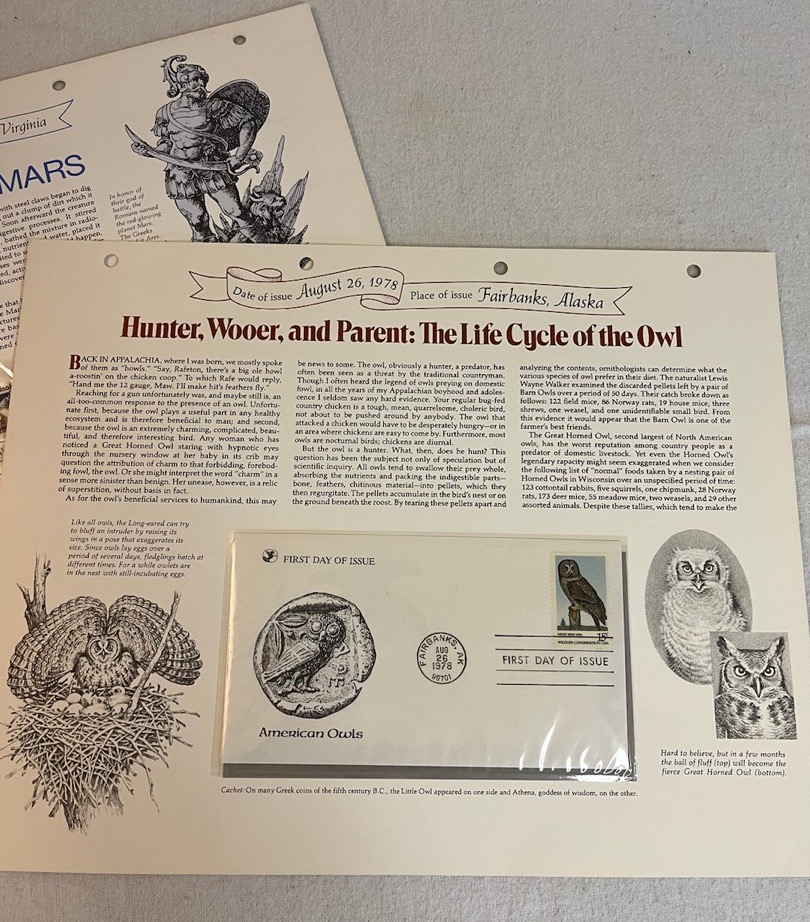 Virginia
MARS
with steel claws began to dig
out a clump of dirt which it
Soon afterward the creature
digestive processes. It stirred
bathed the mixture in radio-
water, placed it
happen.
In honor of
their god of
battle, the
Romans named
the red-glowing
planet Mars.
The Greeks
Date of issue August 26, 1978 Place of issue Fairbanks, Alaska
Hunter, Wooer, and Parent: The Life Cycle of the Owl
BACK IN APPALACHIA, where I was born, we mostly spoke
of them as "howls." "Say, Rafeton, there's a big ole howl
a-roostin' on the chicken coop." To which Rafe would reply,
"Hand me the 12 gauge, Maw. I'll make hit's feathers fly."
Reaching for a gun unfortunately was, and maybe still is, an
all-too-common response to the presence of an owl. Unfortu-
nate first, because the owl plays a useful part in any healthy
ecosystem and is therefore beneficial to man; and second,
because the owl is an extremely charming, complicated, beau-
tiful, and therefore interesting bird. Any woman who has
noticed a Great Horned Owl staring with hypnotic eyes
through the nursery window at her baby in its crib may
question the attribution of charm to that forbidding, forebod-
ing fowl, the owl. Or she might interpret the word "charm" in a
sense more sinister than benign. Her unease, however, is a relic
of superstition, without basis in fact.
As for the owl's beneficial services to humankind, this may
be news to some. The owl, obviously a hunter, a predator, has
often been seen as a threat by the traditional countryman.
Though I often heard the legend of owls preying on domestic
fowl, in all the years of my Appalachian boyhood and adoles-
cence I seldom saw any hard evidence. Your regular bug-fed
country chicken is a tough, mean, quarrelsome, choleric bird,
not about to be pushed around by anybody. The owl that
attacked a chicken would have to be desperately hungry—or in
an area where chickens are easy to come by. Furthermore, most
owls are nocturnal birds; chickens are diurnal.
But the owl is a hunter. What, then, does he hunt? This
question has been the subject not only of speculation but of
scientific inquiry. All owls tend to swallow their prey whole,
absorbing the nutrients and packing the indigestible parts—
bone, feathers, chitinous material—into pellets, which they
then regurgitate. The pellets accumulate in the bird's nest or on
the ground beneath the roost. By tearing these pellets apart and
analyzing the contents, ornithologists can determine what the
various species of owl prefer in their diet. The naturalist Lewis
Wayne Walker examined the discarded pellets left by a pair of
Barn Owls over a period of 50 days. Their catch broke down as
follows: 122 field mice, 86 Norway rats, 19 house mice, three
shrews, one weasel, and one unidentifiable small bird. From
this evidence it would appear that the Barn Owl is one of the
farmer's best friends.
The Great Horned Owl, second largest of North American
owls, has the worst reputation among country people as a
predator of domestic livestock. Yet even the Horned Owl's
legendary rapacity might seem exaggerated when we consider
the following list of "normal" foods taken by a nesting pair of
Horned Owls in Wisconsin over an unspecified period of time:
123 cottontail rabbits, five squirrels, one chipmunk, 28 Norway
rats, 173 deer mice, 55 meadow mice, two weasels, and 29 other
assorted animals. Despite these tallies, which tend to make the
Like all owls, the Long-eared can try
to bluff an intruder by raising its
wings in a pose that exaggerates its
size. Since owls lay eggs over a
period of several days, fledglings hatch at
different times. For a while owlets are
in the nest with still-incubating eggs.
FIRST DAY OF ISSUE
FAIRBANKS, AK
AUG
26
1978
99701
15c
WILDLIFE CONSERVATION USA
FIRST DAY OF ISSUE
American Owls
Hard to believe, but in a few months
the ball of fluff (top) will become the
fierce Great Horned Owl (bottom).
Cachet: On many Greek coins of the fifth century B.C., the Little Owl appeared on one side and Athena, goddess of wisdom, on the other.